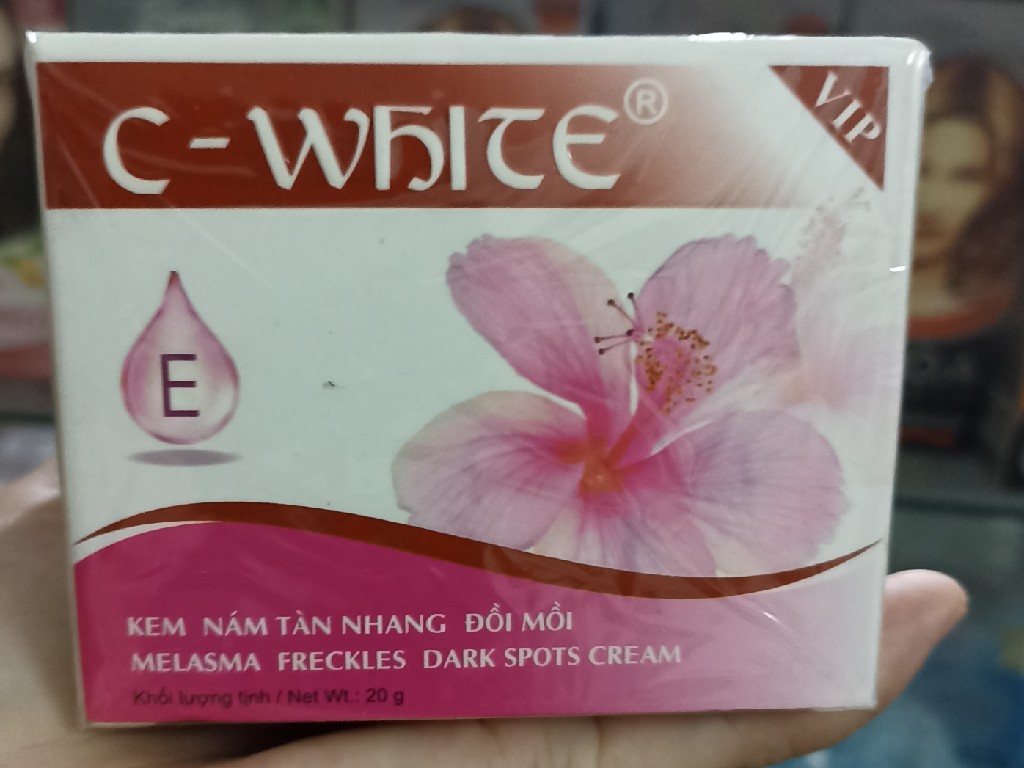 C-WHITE®
VIP
E
KEM NÁM TÀN NHANG ĐỒI MỒI
MELASMA FRECKLES DARK SPOTS CREAM
Khối lượng tịnh / Net Wt.: 20 g